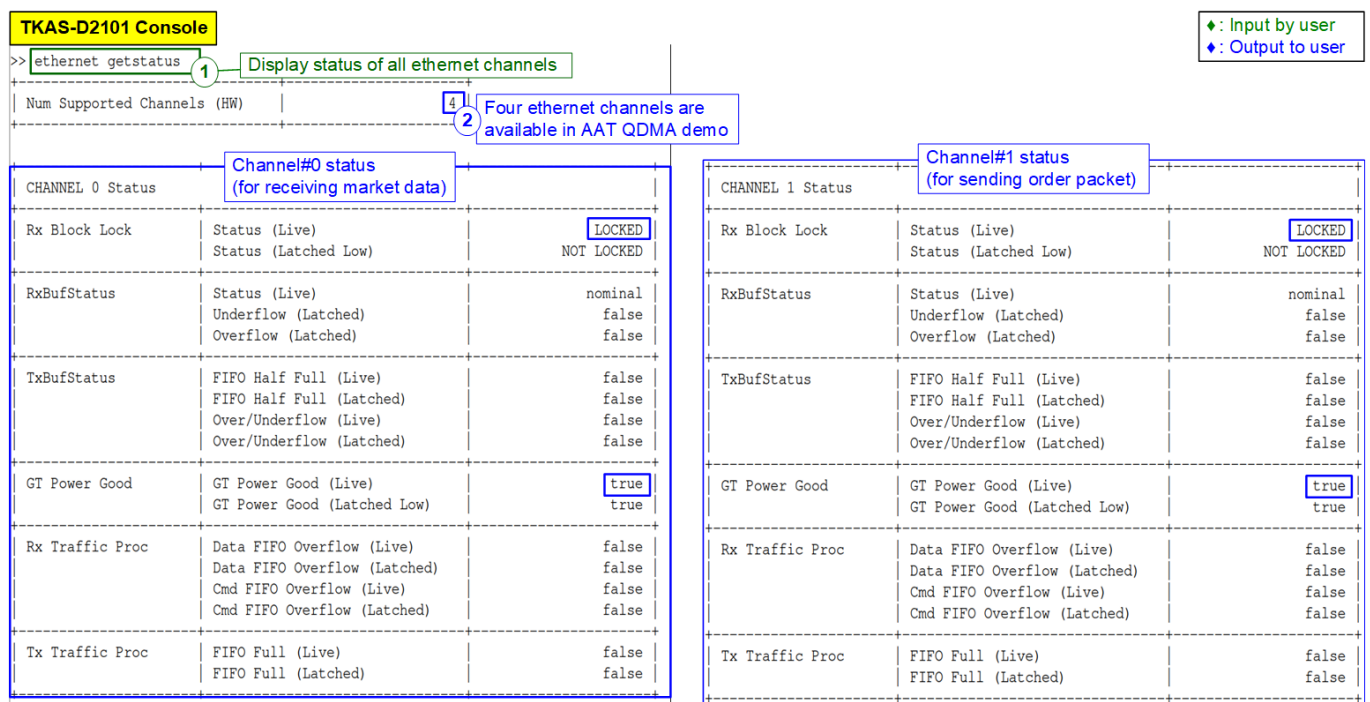 TKAS-D2101 Console
♦: Input by user
♦: Output to user
>> ethernet getstatus
1
Display status of all ethernet channels
Num Supported Channels (HW) | 4
2
Four ethernet channels are
available in AAT QDMA demo
Channel#0 status
(for receiving market data)
CHANNEL 0 Status
Rx Block Lock | Status (Live) | LOCKED
Status (Latched Low) | NOT LOCKED
RxBufStatus | Status (Live) | nominal
Underflow (Latched) | false
Overflow (Latched) | false
TxBufStatus | FIFO Half Full (Live) | false
FIFO Half Full (Latched) | false
Over/Underflow (Live) | false
Over/Underflow (Latched) | false
GT Power Good | GT Power Good (Live) | true
GT Power Good (Latched Low) | true
Rx Traffic Proc | Data FIFO Overflow (Live) | false
Data FIFO Overflow (Latched) | false
Cmd FIFO Overflow (Live) | false
Cmd FIFO Overflow (Latched) | false
Tx Traffic Proc | FIFO Full (Live) | false
FIFO Full (Latched) | false
Channel#1 status
(for sending order packet)
CHANNEL 1 Status
Rx Block Lock | Status (Live) | LOCKED
Status (Latched Low) | NOT LOCKED
RxBufStatus | Status (Live) | nominal
Underflow (Latched) | false
Overflow (Latched) | false
TxBufStatus | FIFO Half Full (Live) | false
FIFO Half Full (Latched) | false
Over/Underflow (Live) | false
Over/Underflow (Latched) | false
GT Power Good | GT Power Good (Live) | true
GT Power Good (Latched Low) | true
Rx Traffic Proc | Data FIFO Overflow (Live) | false
Data FIFO Overflow (Latched) | false
Cmd FIFO Overflow (Live) | false
Cmd FIFO Overflow (Latched) | false
Tx Traffic Proc | FIFO Full (Live) | false
FIFO Full (Latched) | false